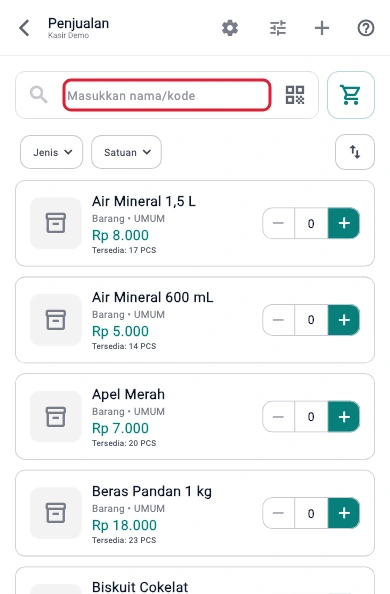 Penjualan
Kasir Demo
Masukkan nama/kode
Jenis
Satuan
Air Mineral 1,5 L
Barang • UMUM
Rp 8.000
Tersedia: 17 PCS
0
Air Mineral 600 mL
Barang • UMUM
Rp 5.000
Tersedia: 14 PCS
0
Apel Merah
Barang • UMUM
Rp 7.000
Tersedia: 20 PCS
0
Beras Pandan 1 kg
Barang • UMUM
Rp 18.000
Tersedia: 23 PCS
0
Biskuit Cokelat